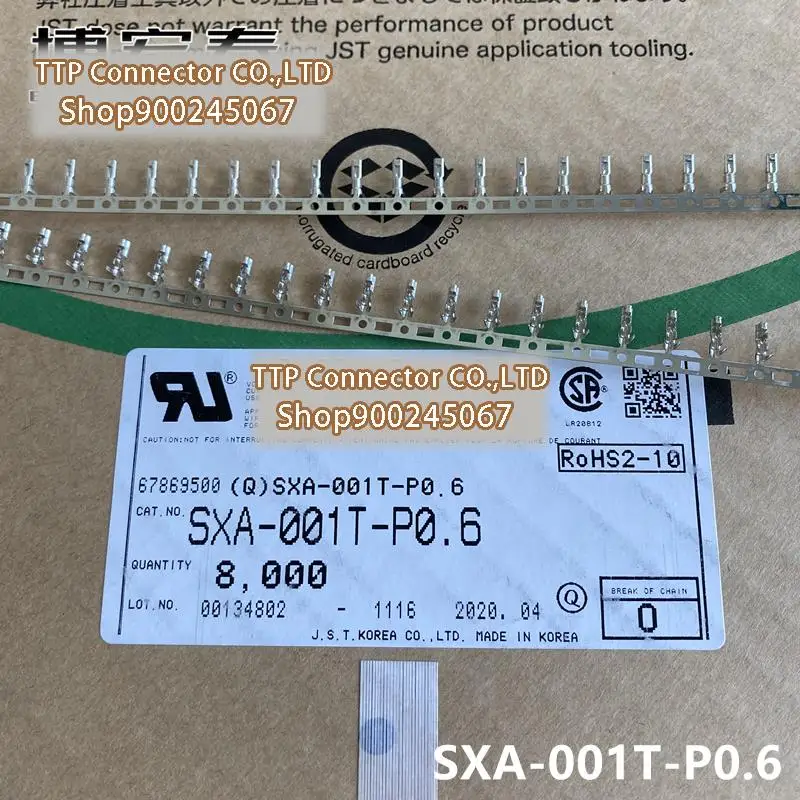 JST does not warrant the performance of product
JST genuine application tooling.
TTP Connector CO.,LTD
Shop900245067
corrugated cardboard recycles
TTP Connector CO.,LTD
Shop900245067
LR20812
RoHS2-10
67869500 (Q)SXA-001T-P0.6
CAT.NO. SXA-001T-P0.6
QUANTITY 8,000
LOT.NO. 00134802 - 1116 2020.04 Q
BREAK OF CHAIN
0
J.S.T.KOREA CO.,LTD. MADE IN KOREA
SXA-001T-P0.6